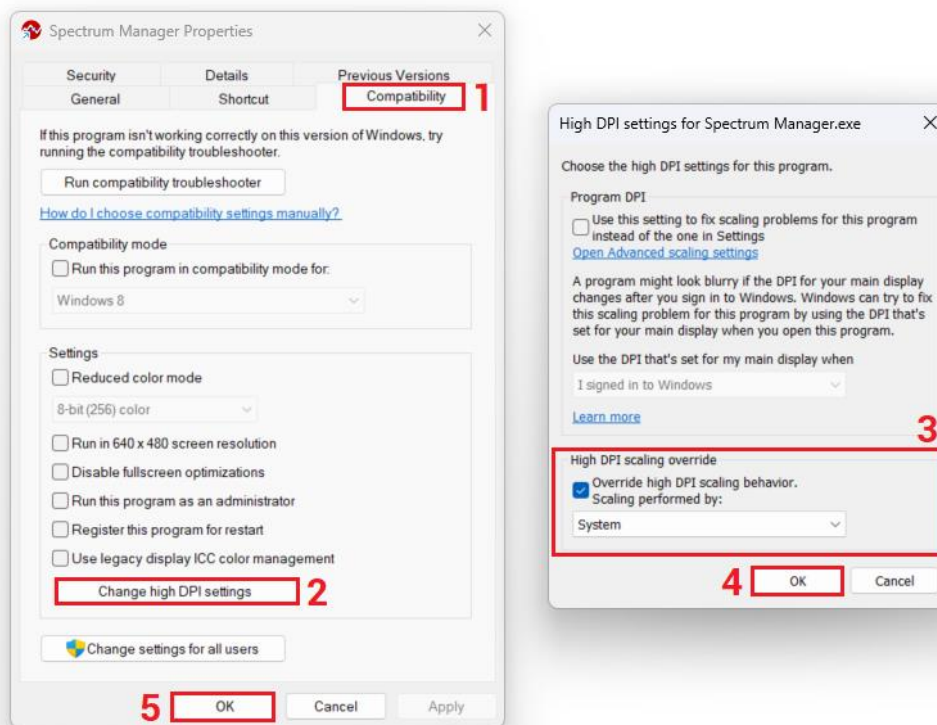 Spectrum Manager Properties
Security Details Previous Versions
General Shortcut Compatibility 1
If this program isn't working correctly on this version of Windows, try
running the compatibility troubleshooter.
Run compatibility troubleshooter
How do I choose compatibility settings manually?
Compatibility mode
Run this program in compatibility mode for:
Windows 8
Settings
Reduced color mode
8-bit (256) color
Run in 640 x 480 screen resolution
Disable fullscreen optimizations
Run this program as an administrator
Register this program for restart
Use legacy display ICC color management
Change high DPI settings 2
Change settings for all users
5 OK Cancel Apply
High DPI settings for Spectrum Manager.exe
Choose the high DPI settings for this program.
Program DPI
Use this setting to fix scaling problems for this program
instead of the one in Settings
Open Advanced scaling settings
A program might look blurry if the DPI for your main display
changes after you sign in to Windows. Windows can try to fix
this scaling problem for this program by using the DPI that's
set for your main display when you open this program.
Use the DPI that's set for my main display when
I signed in to Windows
Learn more
3
High DPI scaling override
Override high DPI scaling behavior.
Scaling performed by:
System
4 OK Cancel